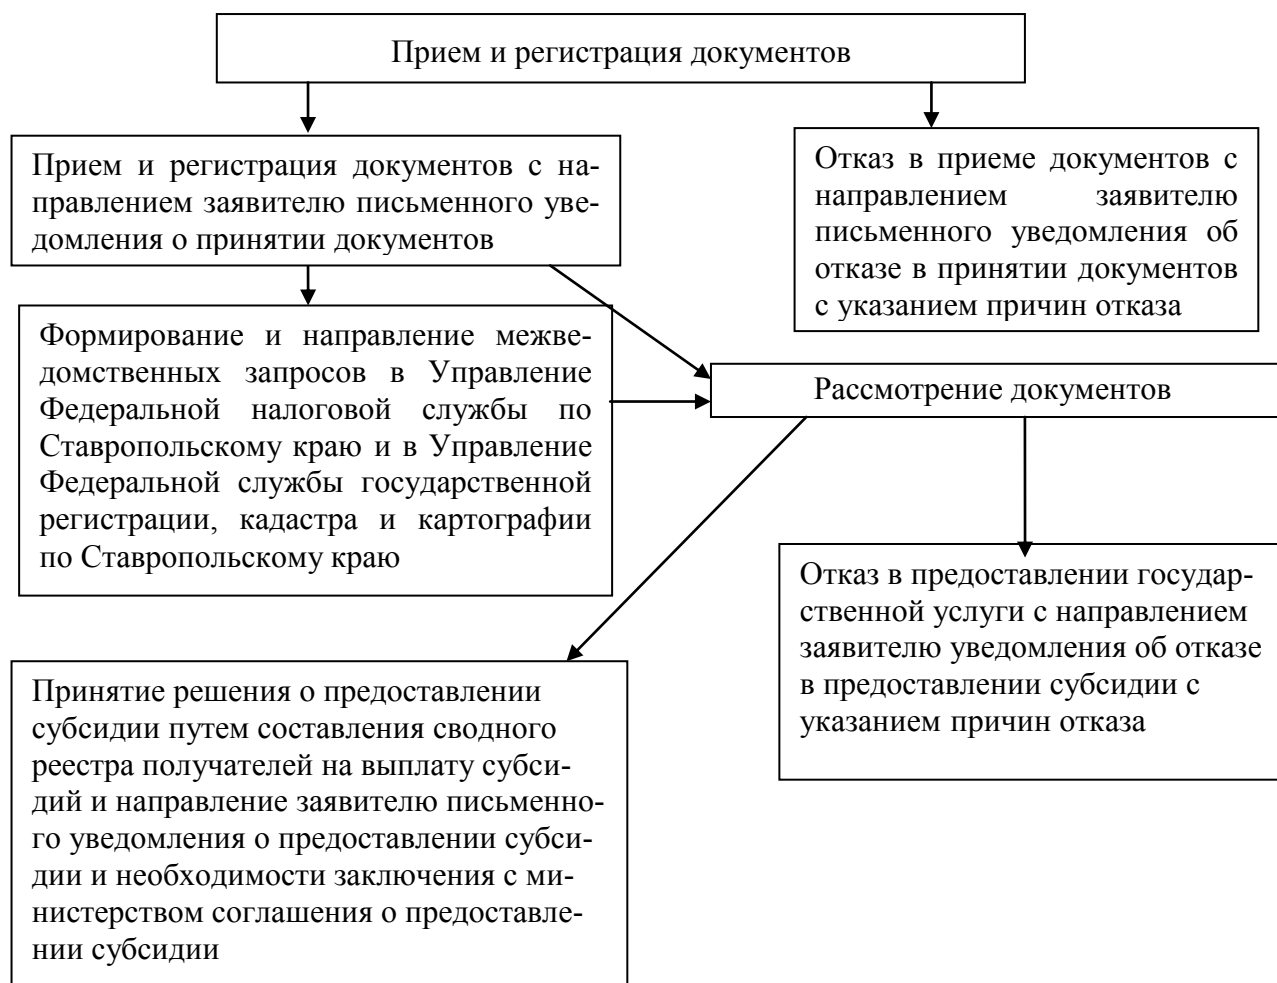 Прием и регистрация документов
Прием и регистрация документов с на-
правлением заявителю письменного уве-
домления о принятии документов
Отказ в приеме документов с
направлением заявителю
письменного уведомления об
отказе в принятии документов
с указанием причин отказа
Формирование и направление межве-
домственных запросов в Управление
Федеральной налоговой службы по
Ставропольскому краю и в Управление
Федеральной службы государственной
регистрации, кадастра и картографии
по Ставропольскому краю
Рассмотрение документов
Отказ в предоставлении государ-
ственной услуги с направлением
заявителю уведомления об отказе
в предоставлении субсидии с
указанием причин отказа
Принятие решения о предоставлении
субсидии путем составления сводного
реестра получателей на выплату субси-
дий и направление заявителю письменно-
го уведомления о предоставлении субси-
дии и необходимости заключения с ми-
нистерством соглашения о предоставле-
нии субсидии